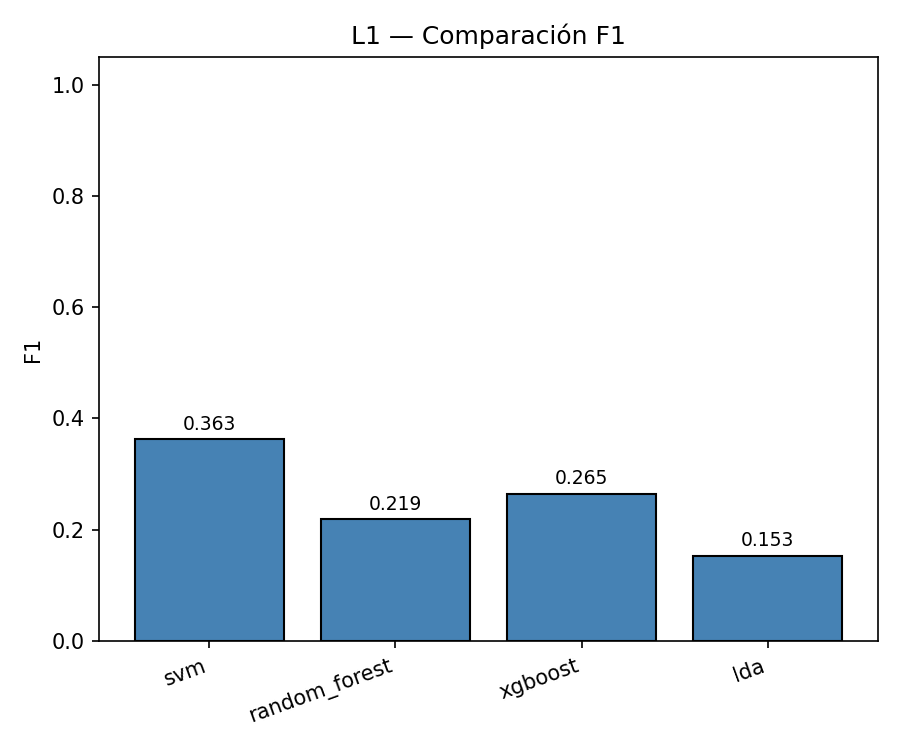 L1 — Comparación F1
1.0
0.8
0.6
0.4
0.2
0.0
F1
0.363
0.219
0.265
0.153
svm
random_forest
xgboost
lda